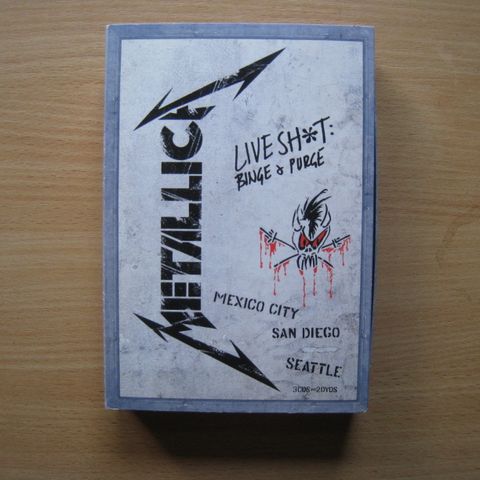 METALLICA
LIVE SH*T:
BINGE & PURGE
MEXICO CITY
SAN DIEGO
SEATTLE
3CDS-2DVDS